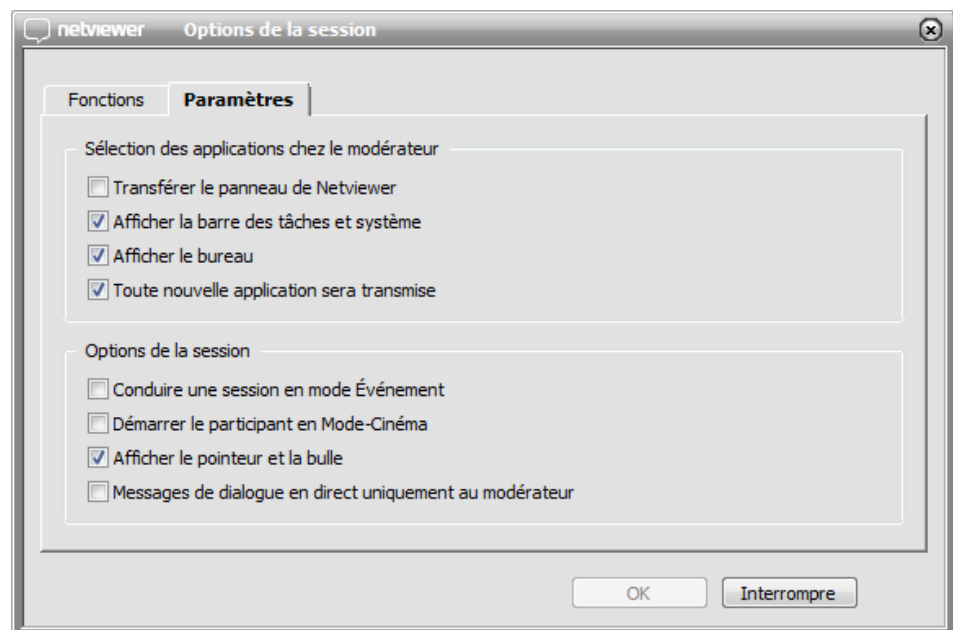 netviewer Options de la session
Fonctions Paramètres
Sélection des applications chez le modérateur
Transférer le panneau de Netviewer
Afficher la barre des tâches et système
Afficher le bureau
Toute nouvelle application sera transmise
Options de la session
Conduire une session en mode Événement
Démarrer le participant en Mode-Cinéma
Afficher le pointeur et la bulle
Messages de dialogue en direct uniquement au modérateur
OK Interrompre